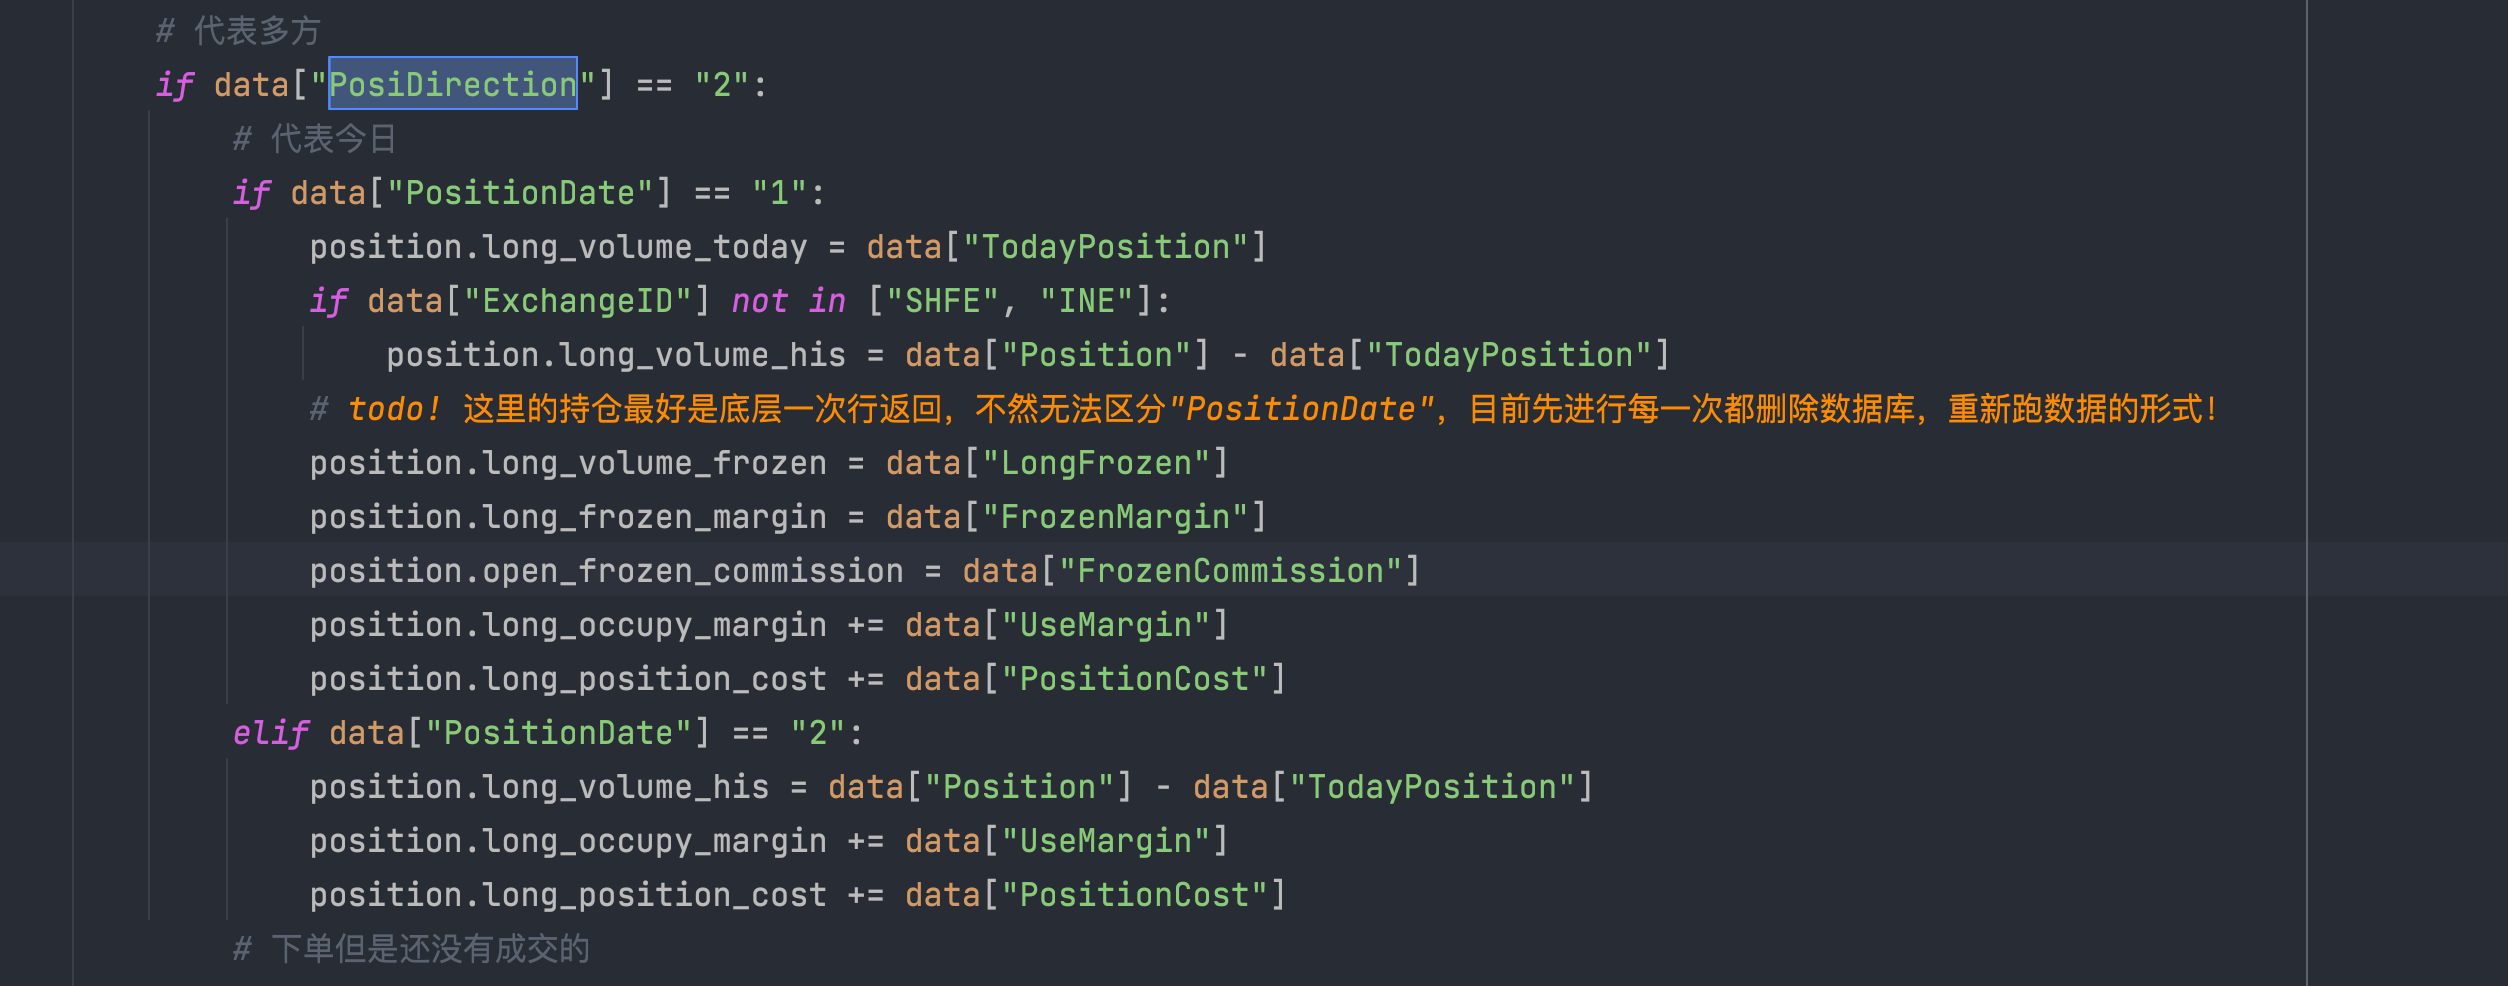 # 代表多方
if data["PosiDirection"] == "2":
# 代表今日
if data["PositionDate"] == "1":
position.long_volume_today = data["TodayPosition"]
if data["ExchangeID"] not in ["SHFE", "INE"]:
position.long_volume_his = data["Position"] - data["TodayPosition"]
# todo! 这里的持仓最好是底层一次行返回，不然无法区分"PositionDate"，目前先进行每一次都删除数据库，重新跑数据的形式!
position.long_volume_frozen = data["LongFrozen"]
position.long_frozen_margin = data["FrozenMargin"]
position.open_frozen_commission = data["FrozenCommission"]
position.long_occupy_margin += data["UseMargin"]
position.long_position_cost += data["PositionCost"]
elif data["PositionDate"] == "2":
position.long_volume_his = data["Position"] - data["TodayPosition"]
position.long_occupy_margin += data["UseMargin"]
position.long_position_cost += data["PositionCost"]
# 下单但是还没有成交的